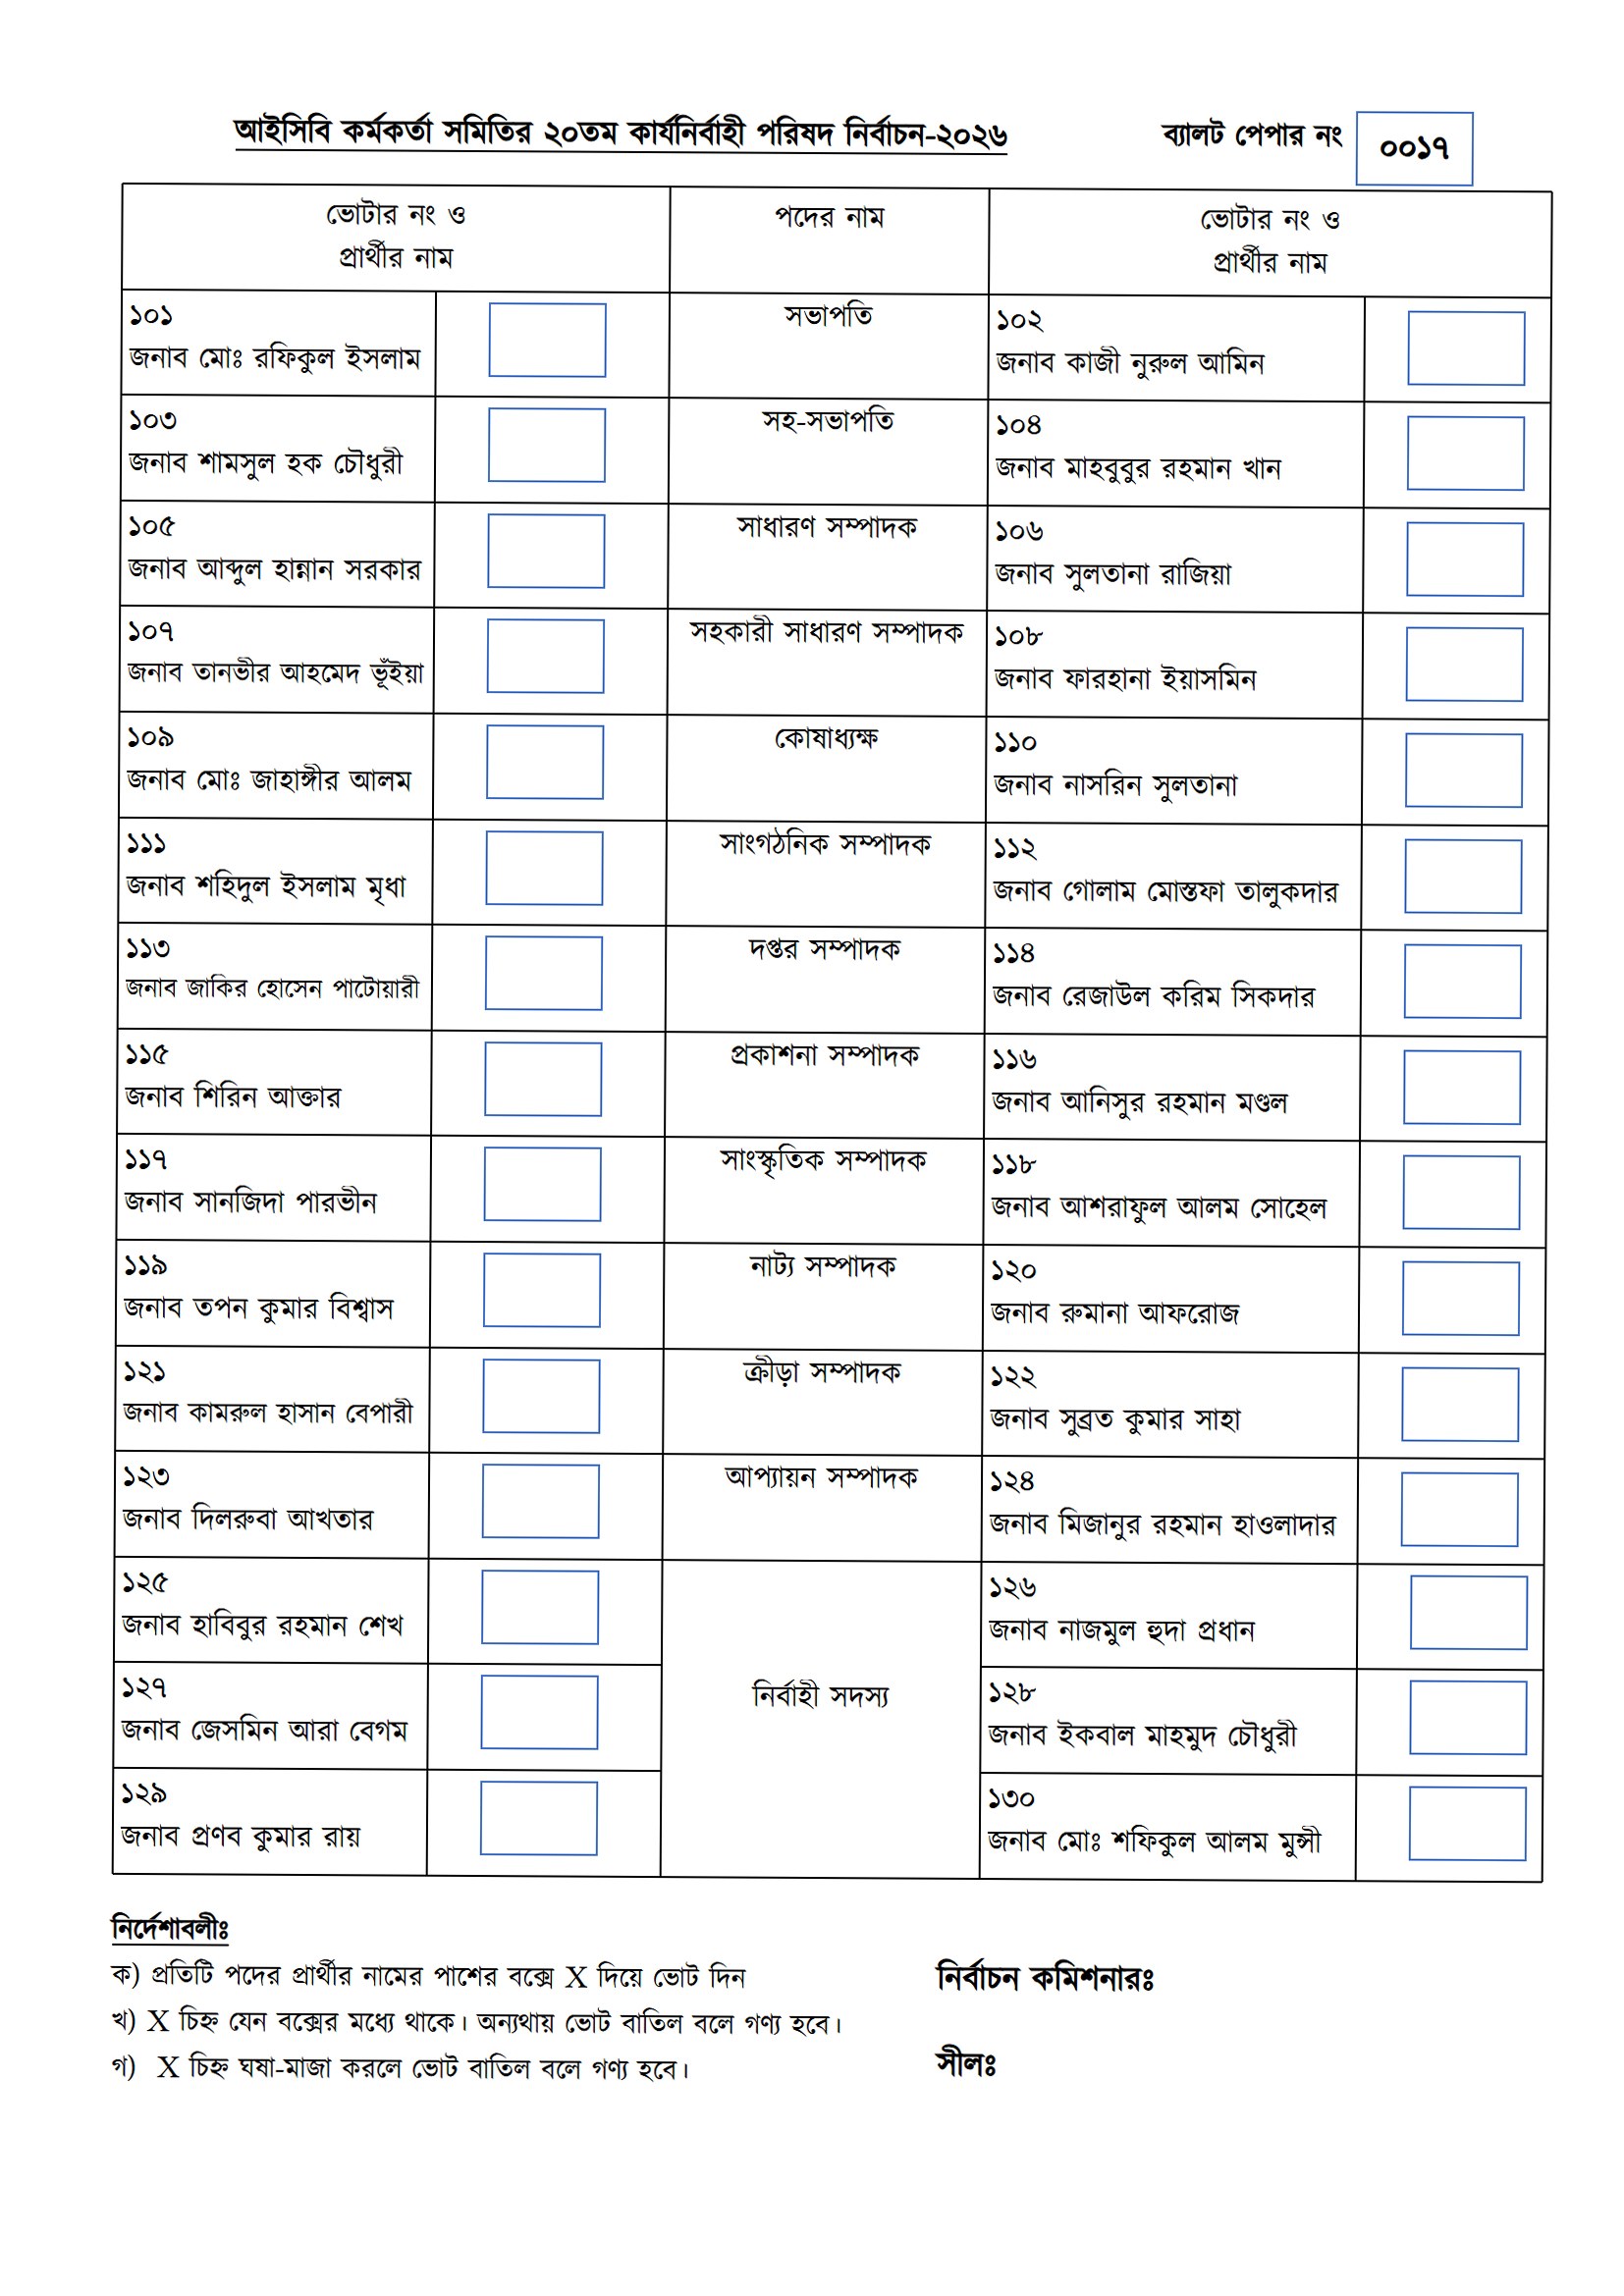 আইসিবি কর্মকর্তা সমিতির ২০তম কার্যনির্বাহী পরিষদ নির্বাচন-২০২৬ ব্যালট পেপার নং ০০১৭
ভোটার নং ও পদের নাম ভোটার নং ও
প্রার্থীর নাম প্রার্থীর নাম
১০১ সভাপতি ১০২
জনাব মোঃ রফিকুল ইসলাম জনাব কাজী নুরুল আমিন
১০৩ সহ-সভাপতি ১০৪
জনাব শামসুল হক চৌধুরী জনাব মাহবুবুর রহমান খান
১০৫ সাধারণ সম্পাদক ১০৬
জনাব আব্দুল হান্নান সরকার জনাব সুলতানা রাজিয়া
১০৭ সহকারী সাধারণ সম্পাদক ১০৮
জনাব তানভীর আহমেদ ভূঁইয়া জনাব ফারহানা ইয়াসমিন
১০৯ কোষাধ্যক্ষ ১১০
জনাব মোঃ জাহাঙ্গীর আলম জনাব নাসরিন সুলতানা
১১১ সাংগঠনিক সম্পাদক ১১২
জনাব শহিদুল ইসলাম মৃধা জনাব গোলাম মোস্তফা তালুকদার
১১৩ দপ্তর সম্পাদক ১১৪
জনাব জাকির হোসেন পাটোয়ারী জনাব রেজাউল করিম সিকদার
১১৫ প্রকাশনা সম্পাদক ১১৬
জনাব শিরিন আক্তার জনাব আনিসুর রহমান মণ্ডল
১১৭ সাংস্কৃতিক সম্পাদক ১১৮
জনাব সানজিদা পারভীন জনাব আশরাফুল আলম সোহেল
১১৯ নাট্য সম্পাদক ১২০
জনাব তপন কুমার বিশ্বাস জনাব রুমানা আফরোজ
১২১ ক্রীড়া সম্পাদক ১২২
জনাব কামরুল হাসান বেপারী জনাব সুব্রত কুমার সাহা
১২৩ আপ্যায়ন সম্পাদক ১২৪
জনাব দিলরুবা আখতার জনাব মিজানুর রহমান হাওলাদার
১২৫ ১২৬
জনাব হাবিবুর রহমান শেখ জনাব নাজমুল হুদা প্রধান
১২৭ নির্বাহী সদস্য ১২৮
জনাব জেসমিন আরা বেগম জনাব ইকবাল মাহমুদ চৌধুরী
১২৯ ১৩০
জনাব প্রণব কুমার রায় জনাব মোঃ শফিকুল আলম মুন্সী
নির্দেশাবলীঃ
ক) প্রতিটি পদের প্রার্থীর নামের পাশের বক্সে X দিয়ে ভোট দিন নির্বাচন কমিশনারঃ
খ) X চিহ্ন যেন বক্সের মধ্যে থাকে। অন্যথায় ভোট বাতিল বলে গণ্য হবে।
গ) X চিহ্ন ঘষা-মাজা করলে ভোট বাতিল বলে গণ্য হবে। সীলঃ